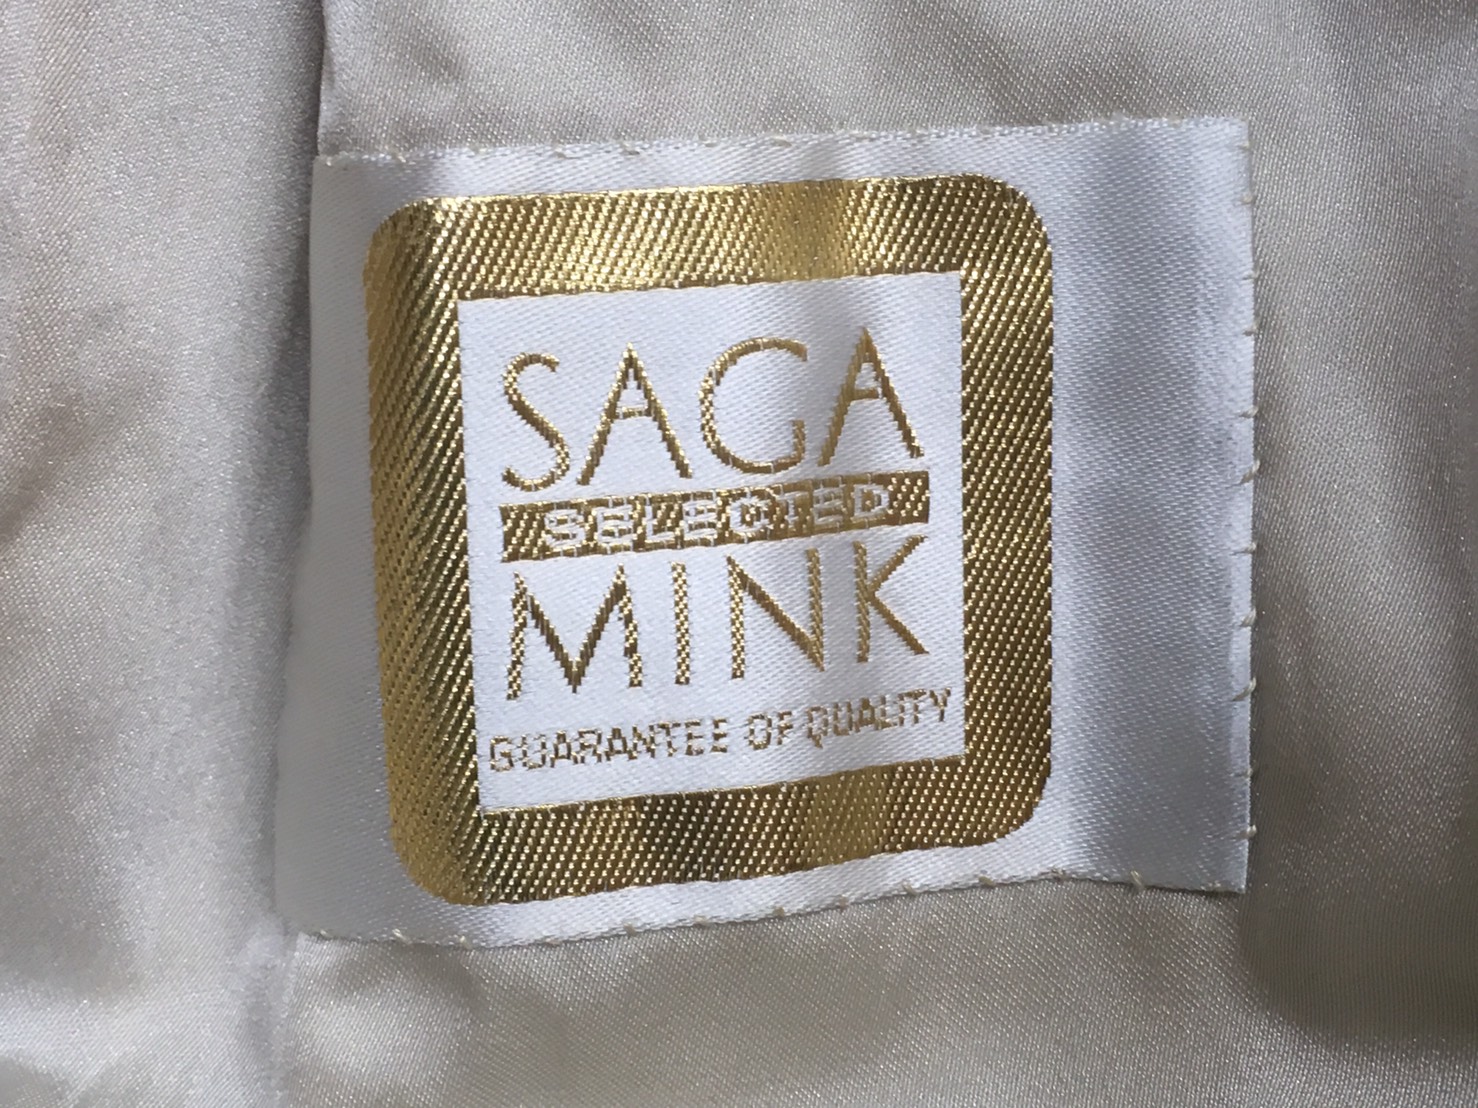 SAGA
SELECTED
MINK
GUARANTEE OF QUALITY